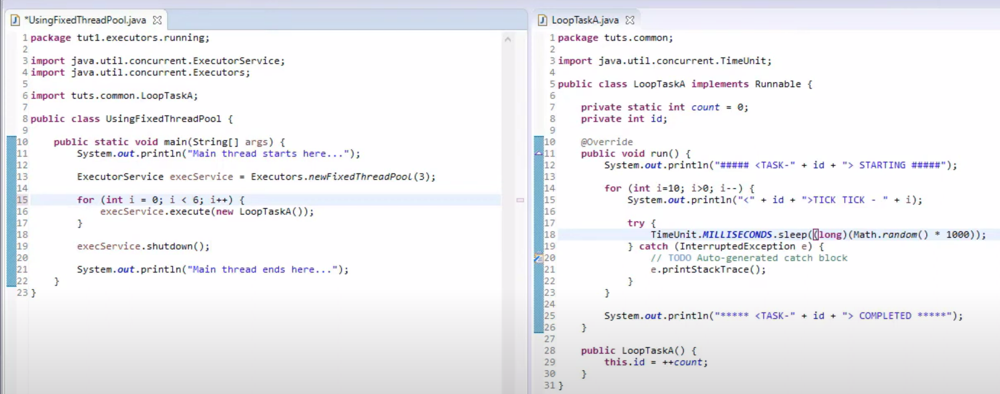 *UsingFixedThreadPool.java
1 package tut1.executors.running;
2
3 import java.util.concurrent.ExecutorService;
4 import java.util.concurrent.Executors;
5
6 import tuts.common.LoopTaskA;
7
8 public class UsingFixedThreadPool {
9
10     public static void main(String[] args) {
11         System.out.println("Main thread starts here...");
12
13         ExecutorService execService = Executors.newFixedThreadPool(3);
14
15         for (int i = 0; i < 6; i++) {
16             execService.execute(new LoopTaskA());
17         }
18
19         execService.shutdown();
20
21         System.out.println("Main thread ends here...");
22     }
23 }
LoopTaskA.java
1 package tuts.common;
2
3 import java.util.concurrent.TimeUnit;
4
5 public class LoopTaskA implements Runnable {
6
7     private static int count = 0;
8     private int id;
9
10     @Override
11     public void run() {
12         System.out.println("##### <TASK-" + id + "> STARTING #####");
13
14         for (int i=10; i>0; i--) {
15             System.out.println("<" + id + ">TICK TICK - " + i);
16
17             try {
18                 TimeUnit.MILLISECONDS.sleep((long)(Math.random() * 1000));
19             } catch (InterruptedException e) {
20                 // TODO Auto-generated catch block
21                 e.printStackTrace();
22             }
23         }
24
25         System.out.println("***** <TASK-" + id + "> COMPLETED *****");
26     }
27
28     public LoopTaskA() {
29         this.id = ++count;
30     }
31 }